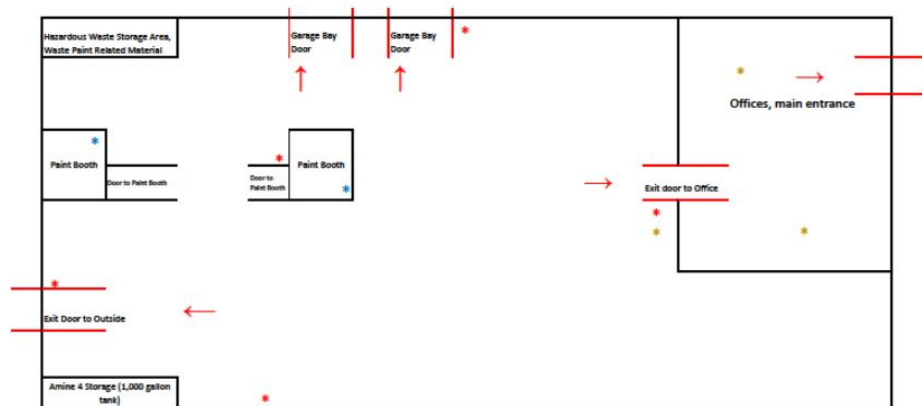 Hazardous Waste Storage Area,
Waste Paint Related Material
Garage Bay
Door
Garage Bay
Door
Offices, main entrance
Paint Booth
Door to Paint Booth
Door to
Paint Booth
Paint Booth
Exit door to Office
Exit Door to Outside
Amine 4 Storage (1,000 gallon
tank)